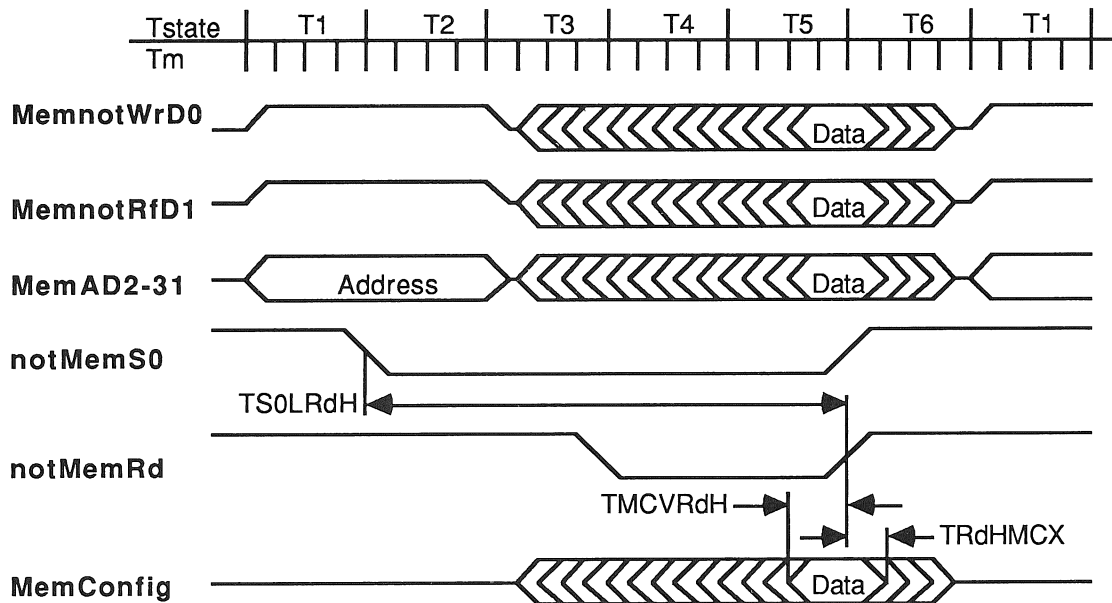 Tstate T1 T2 T3 T4 T5 T6 T1
Tm
MemnotWrD0 Data
MemnotRfD1 Data
MemAD2-31 Address Data
notMemS0
TS0LRdH
notMemRd
TMCVRdH TRdHMCX
MemConfig Data